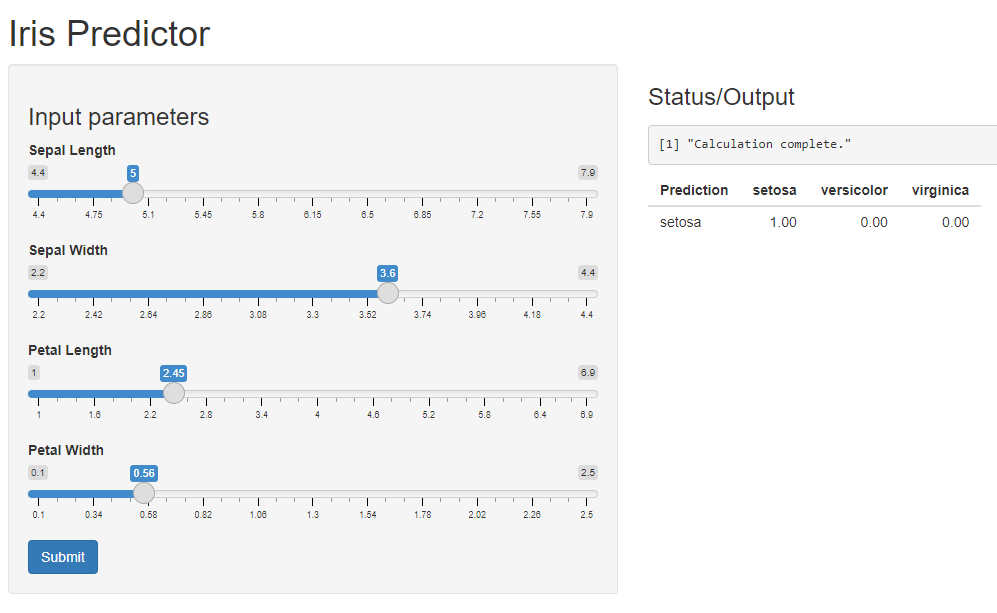 Iris Predictor
Input parameters
Sepal Length
4.4 5 7.9
4.4 4.75 5.1 5.45 5.8 6.15 6.5 6.85 7.2 7.55 7.9
Sepal Width
2.2 3.6 4.4
2.2 2.42 2.64 2.86 3.08 3.3 3.52 3.74 3.96 4.18 4.4
Petal Length
1 2.45 6.9
1 1.6 2.2 2.8 3.4 4 4.6 5.2 5.8 6.4 6.9
Petal Width
0.1 0.56 2.5
0.1 0.34 0.58 0.82 1.06 1.3 1.54 1.78 2.02 2.26 2.5
Submit
Status/Output
[1] "Calculation complete."
Prediction setosa versicolor virginica
setosa 1.00 0.00 0.00